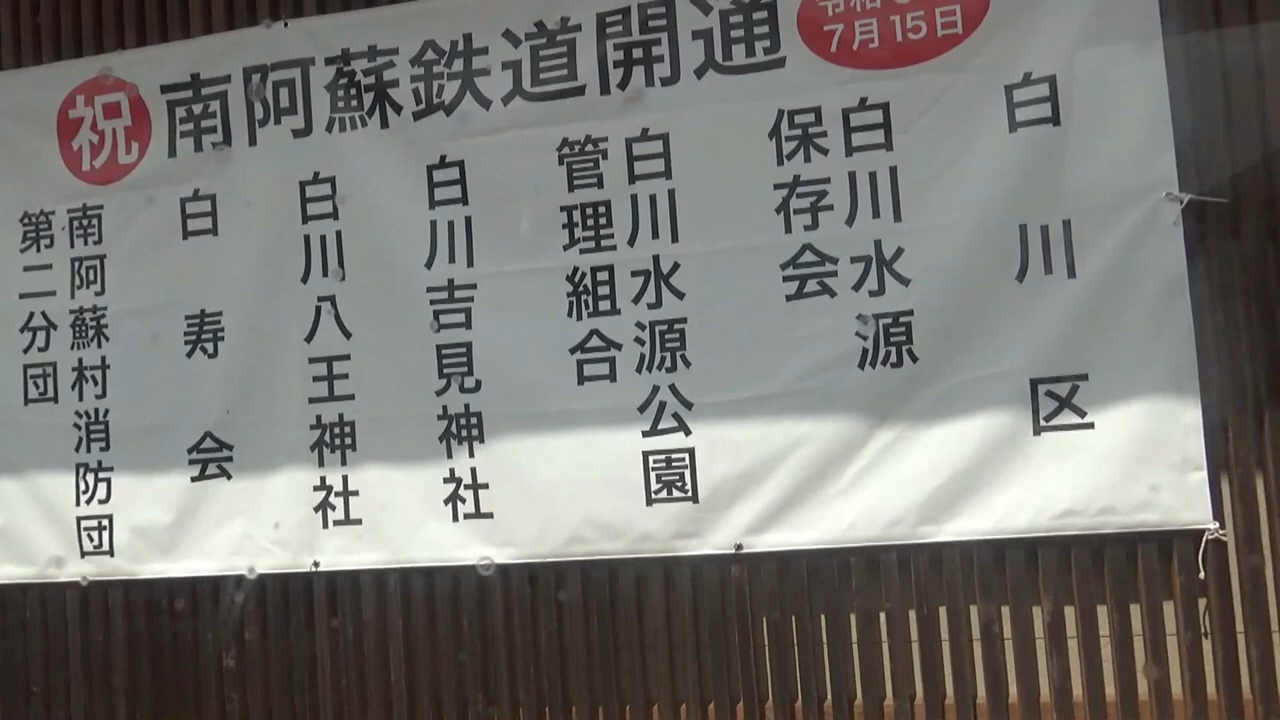 祝 南阿蘇鉄道開通
令和
7月15日
白川区
白川水源
保存会
白川水源公園
管理組合
白川吉見神社
白川八王神社
白寿会
南阿蘇村消防団
第二分団